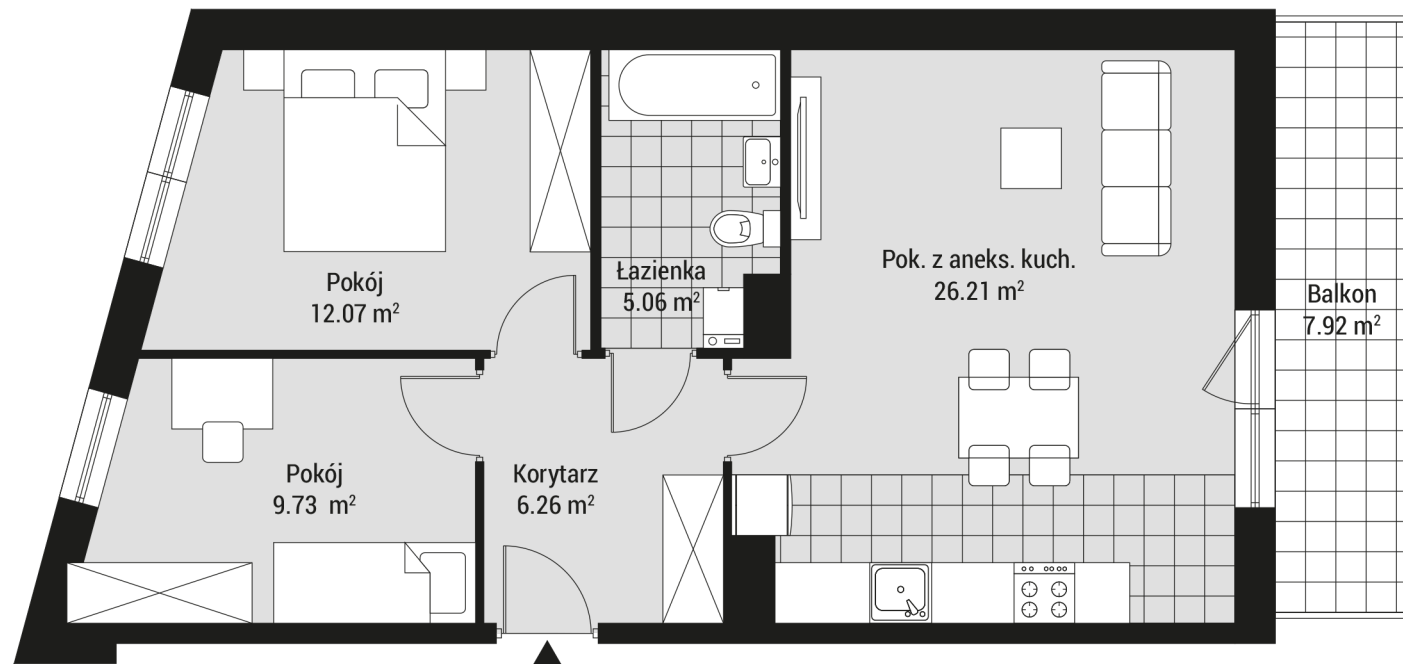 Pokój
12.07 m²
Łazienka
5.06 m²
Pok. z aneks. kuch.
26.21 m²
Balkon
7.92 m²
Pokój
9.73 m²
Korytarz
6.26 m²